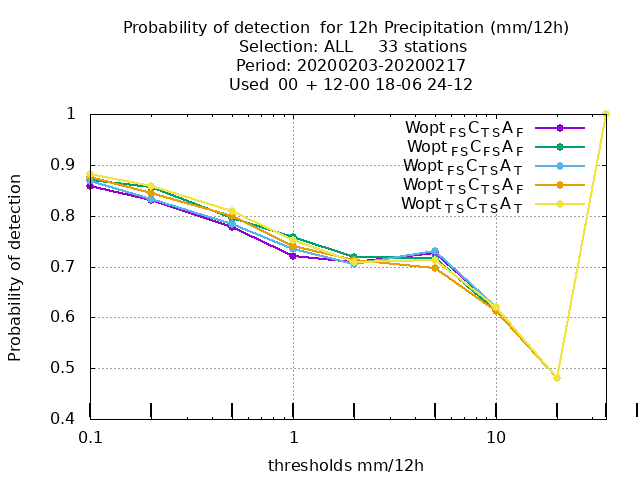 Probability of detection  for 12h Precipitation (mm/12h)
Selection: ALL     33 stations
Period: 20200203-20200217
Used  00  + 12-00 18-06 24-12
Wopt FS C TS A F
Wopt FS C FS A F
Wopt FS C TS A T
Wopt TS C TS A F
Wopt TS C TS A T
1
0.9
0.8
0.7
0.6
0.5
0.4
Probability of detection
0.1
1
10
thresholds mm/12h